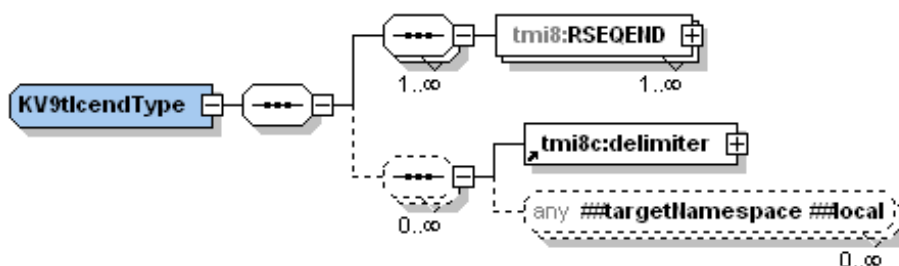 tmi8:RSEQEND
1..∞
1..∞
KV9tlcendType
tmi8c:delimiter
any ##targetNamespace ##local
0..∞
0..∞